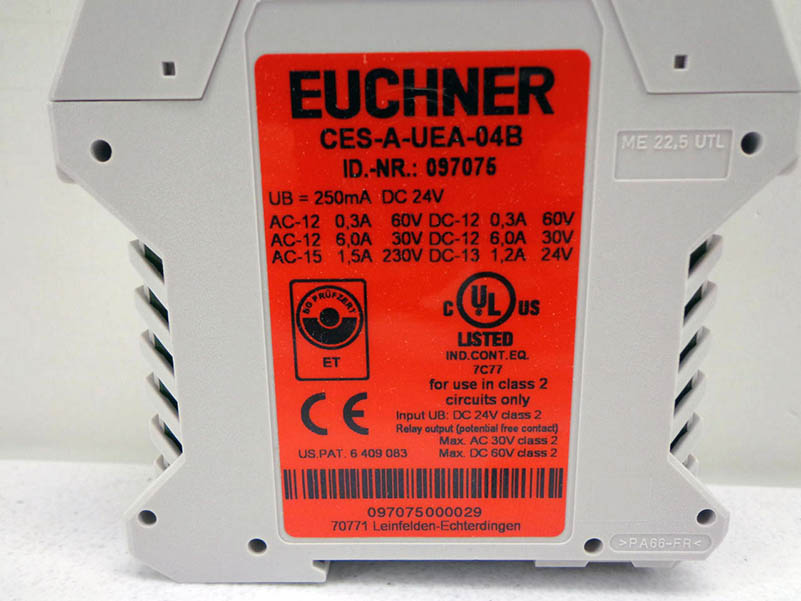 EUCHNER
CES-A-UEA-04B
ID.-NR.: 097075
ME 22,5 UTL
UB = 250mA DC 24V
AC-12 0,3A 60V DC-12 0,3A 60V
AC-12 6,0A 30V DC-12 6,0A 30V
AC-15 1,5A 230V DC-13 1,2A 24V
BG PRÜFZERT
ET
C UL US
LISTED
IND.CONT.EQ.
7C77
for use in class 2
circuits only
CE
Input UB: DC 24V class 2
Relay output (potential free contact)
Max. AC 30V class 2
US.PAT. 6 409 083 Max. DC 60V class 2
097075000029
70771 Leinfelden-Echterdingen
>PA66-FR<